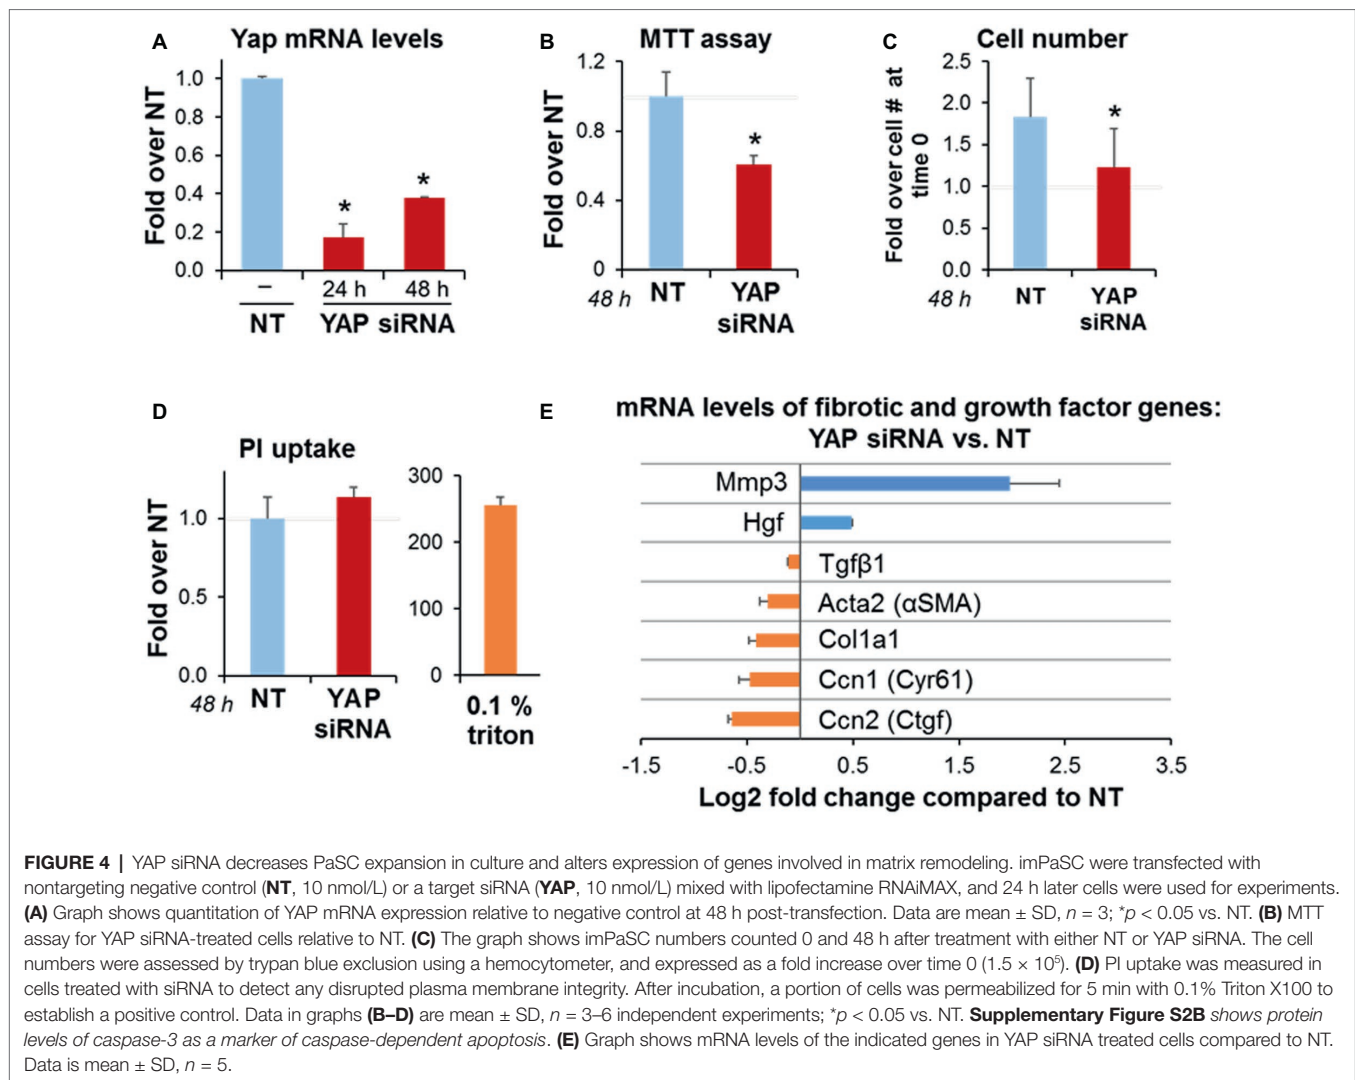 A
Yap mRNA levels
Fold over NT
1.0
0.8
0.6
0.4
0.2
0.0
*
*
–
24 h
48 h
NT
YAP siRNA
B
MTT assay
Fold over NT
1.2
0.8
0.4
0
*
48 h
NT
YAP
siRNA
C
Cell number
Fold over cell # at
time 0
2.5
2.0
1.5
1.0
0.5
0.0
*
48 h
NT
YAP
siRNA
D
PI uptake
Fold over NT
1.0
0.5
0.0
48 h
NT
YAP
siRNA
300
200
100
0
0.1 %
triton
E
mRNA levels of fibrotic and growth factor genes:
YAP siRNA vs. NT
Mmp3
Hgf
Tgfβ1
Acta2 (αSMA)
Col1a1
Ccn1 (Cyr61)
Ccn2 (Ctgf)
-1.5 -0.5 0.5 1.5 2.5 3.5
Log2 fold change compared to NT
FIGURE 4 | YAP siRNA decreases PaSC expansion in culture and alters expression of genes involved in matrix remodeling. imPaSC were transfected with
nontargeting negative control (NT, 10 nmol/L) or a target siRNA (YAP, 10 nmol/L) mixed with lipofectamine RNAiMAX, and 24 h later cells were used for experiments.
(A) Graph shows quantitation of YAP mRNA expression relative to negative control at 48 h post-transfection. Data are mean ± SD, n = 3; *p < 0.05 vs. NT. (B) MTT
assay for YAP siRNA-treated cells relative to NT. (C) The graph shows imPaSC numbers counted 0 and 48 h after treatment with either NT or YAP siRNA. The cell
numbers were assessed by trypan blue exclusion using a hemocytometer, and expressed as a fold increase over time 0 (1.5 × 10⁵). (D) PI uptake was measured in
cells treated with siRNA to detect any disrupted plasma membrane integrity. After incubation, a portion of cells was permeabilized for 5 min with 0.1% Triton X100 to
establish a positive control. Data in graphs (B–D) are mean ± SD, n = 3–6 independent experiments; *p < 0.05 vs. NT. Supplementary Figure S2B shows protein
levels of caspase-3 as a marker of caspase-dependent apoptosis. (E) Graph shows mRNA levels of the indicated genes in YAP siRNA treated cells compared to NT.
Data is mean ± SD, n = 5.